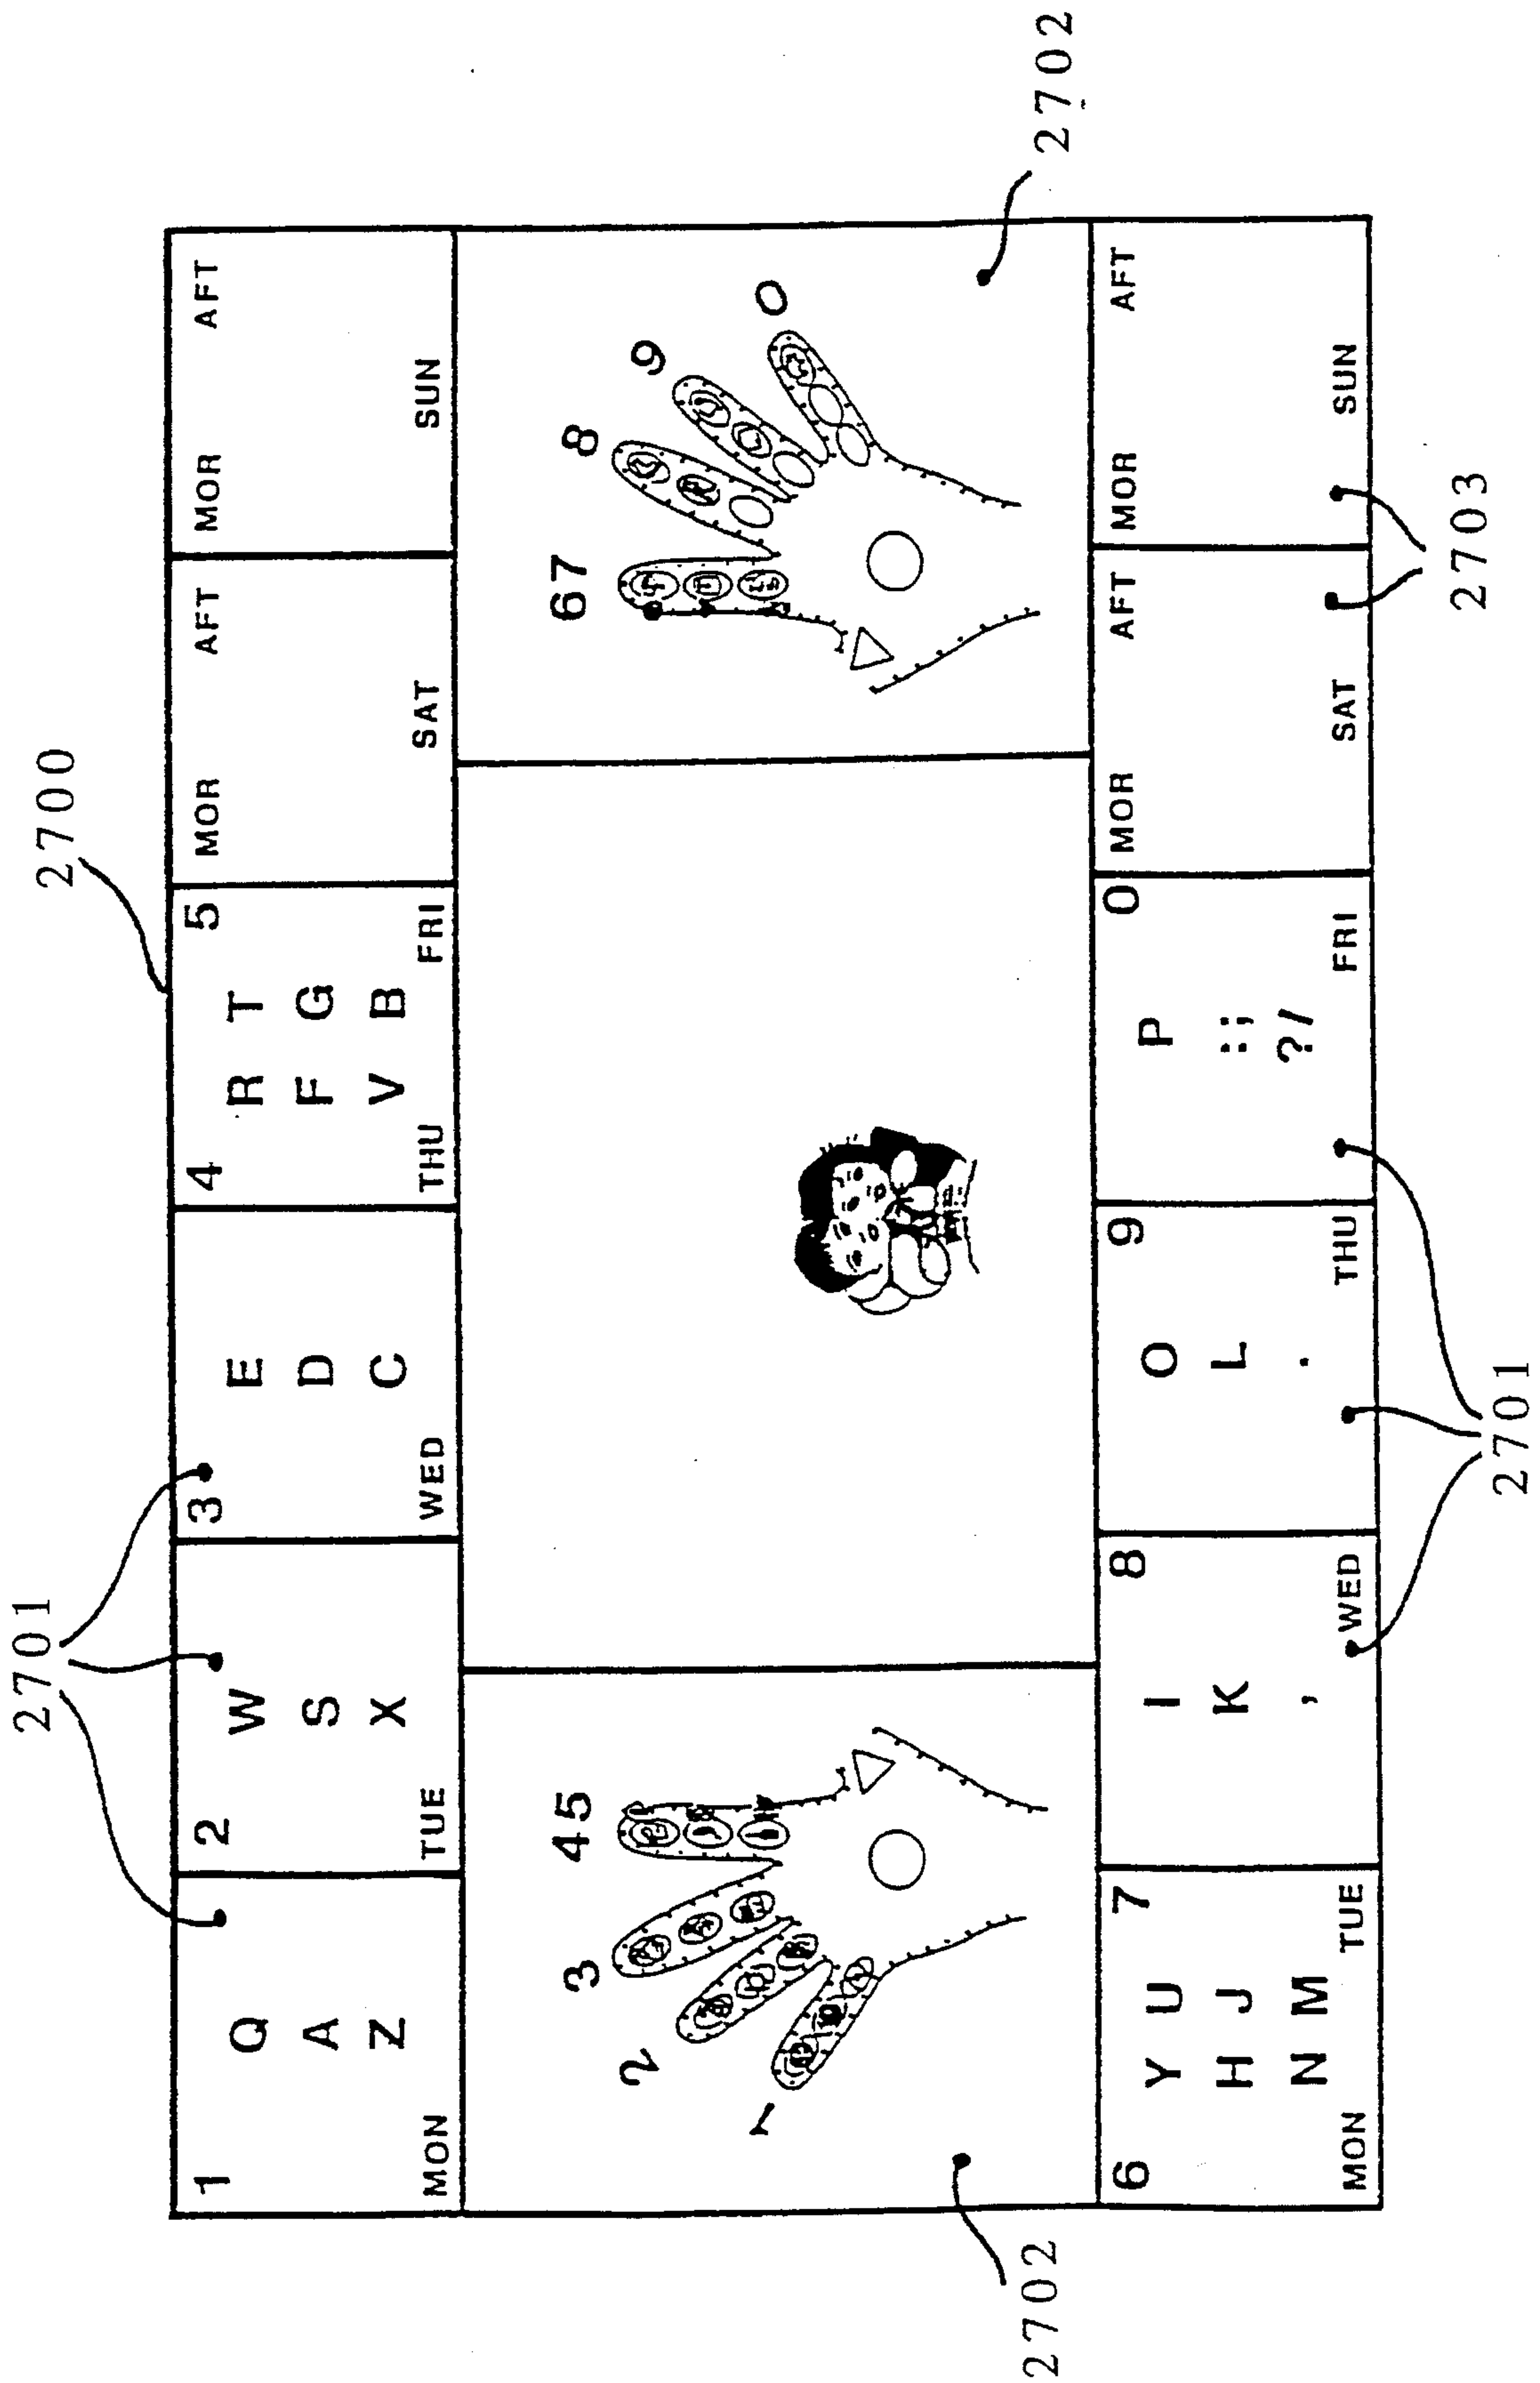 2700
2701
1
Q
A
Z
MON
2
W
S
X
TUE
3
E
D
C
WED
4 5
R T
F G
V B
THU FRI
MOR AFT
SAT
MOR AFT
SUN
1
2
3
45
67
8
9
0
2702
2702
6 7
Y U
H J
N M
MON TUE
8
I
K
,
WED
9
O
L
.
THU
0
P
:;
?/
FRI
MOR AFT
SAT
MOR AFT
SUN
2701
2703